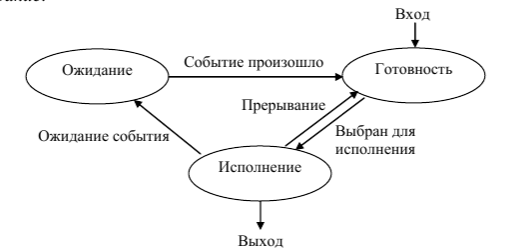 Вход
Ожидание
Событие произошло
Готовность
Прерывание
Ожидание события
Выбран для
исполнения
Исполнение
Выход